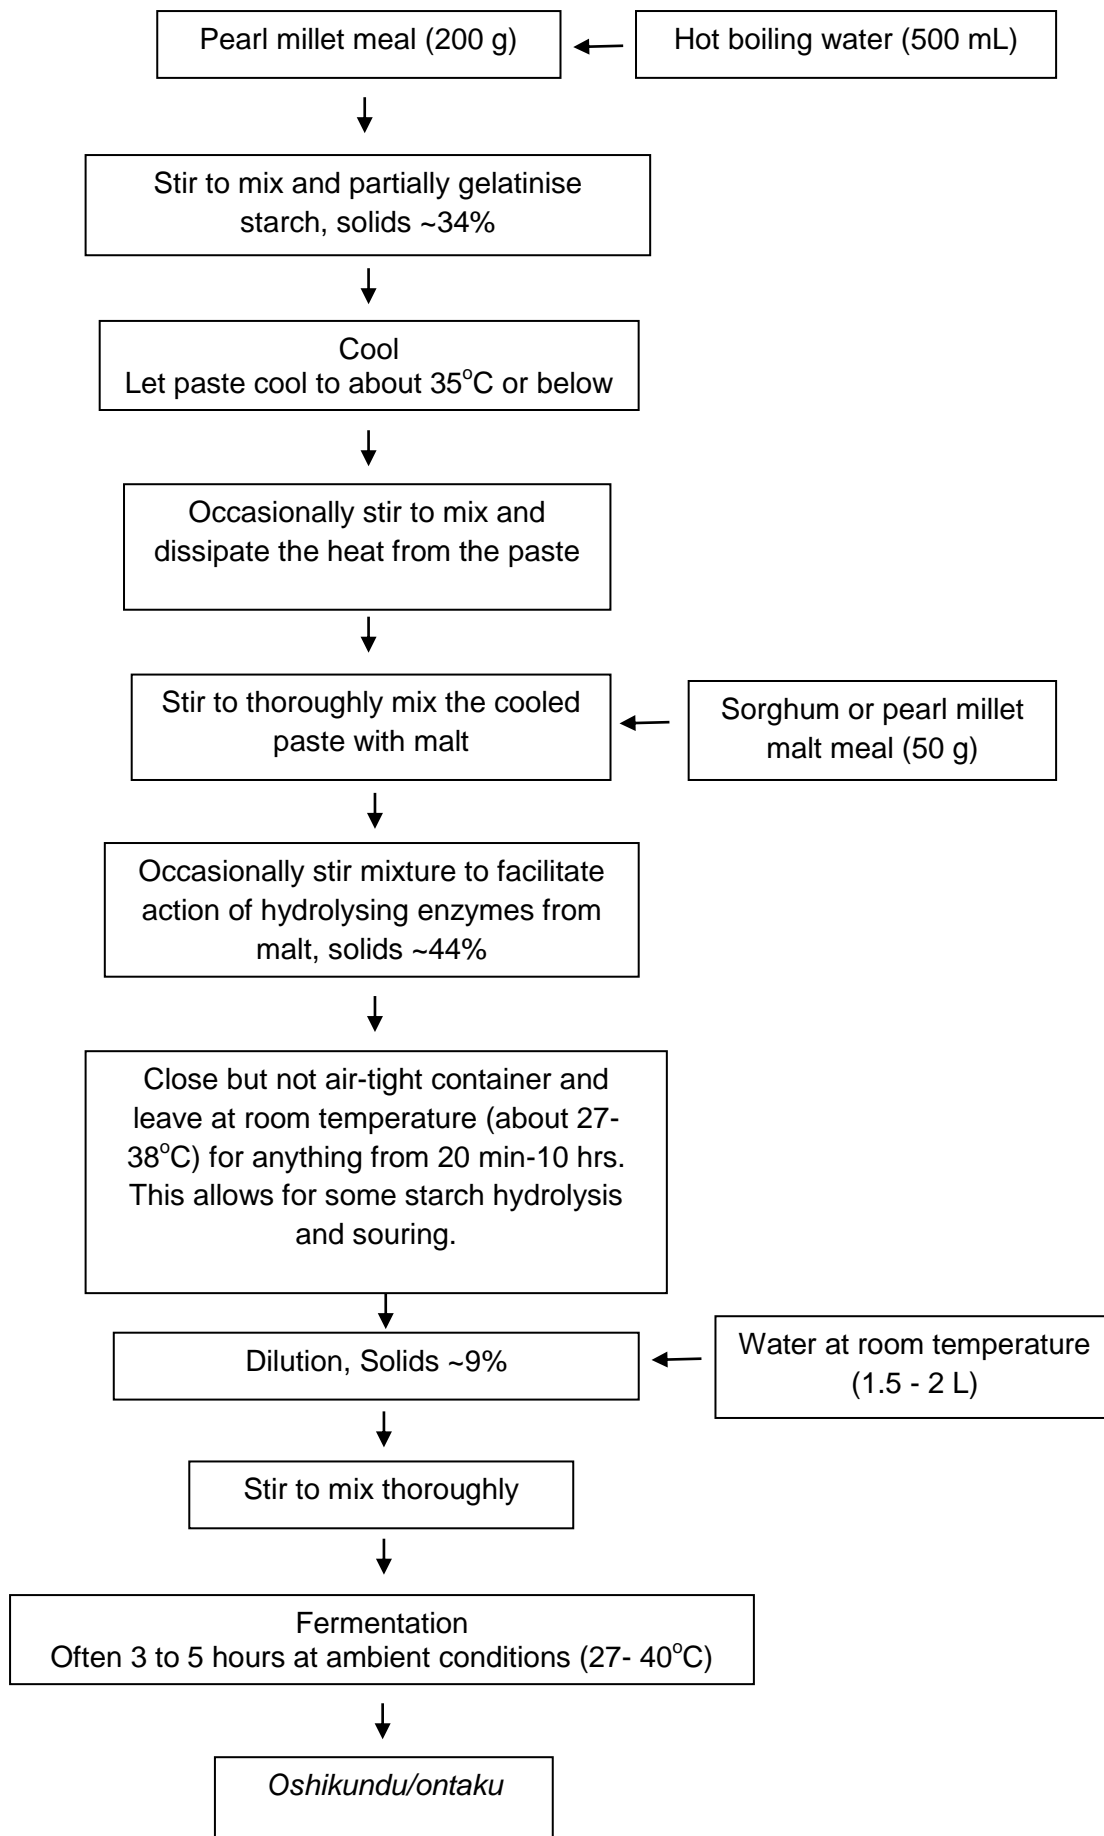 Pearl millet meal (200 g)
Hot boiling water (500 mL)
Stir to mix and partially gelatinise
starch, solids ~34%
Cool
Let paste cool to about 35°C or below
Occasionally stir to mix and
dissipate the heat from the paste
Stir to thoroughly mix the cooled
paste with malt
Sorghum or pearl millet
malt meal (50 g)
Occasionally stir mixture to facilitate
action of hydrolysing enzymes from
malt, solids ~44%
Close but not air-tight container and
leave at room temperature (about 27-
38°C) for anything from 20 min-10 hrs.
This allows for some starch hydrolysis
and souring.
Dilution, Solids ~9%
Water at room temperature
(1.5 - 2 L)
Stir to mix thoroughly
Fermentation
Often 3 to 5 hours at ambient conditions (27- 40°C)
Oshikundu/ontaku